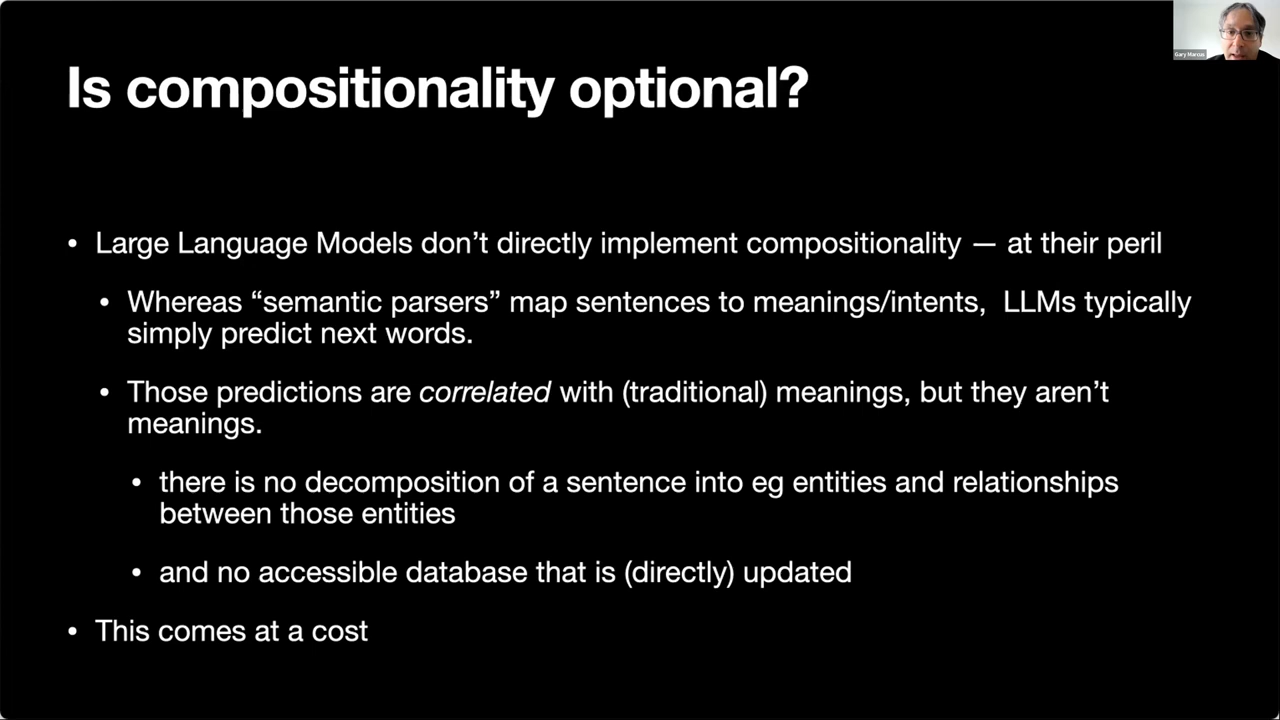 Gary Marcus
Is compositionality optional?
• Large Language Models don’t directly implement compositionality — at their peril
• Whereas “semantic parsers” map sentences to meanings/intents, LLMs typically
simply predict next words.
• Those predictions are correlated with (traditional) meanings, but they aren’t
meanings.
• there is no decomposition of a sentence into eg entities and relationships
between those entities
• and no accessible database that is (directly) updated
• This comes at a cost